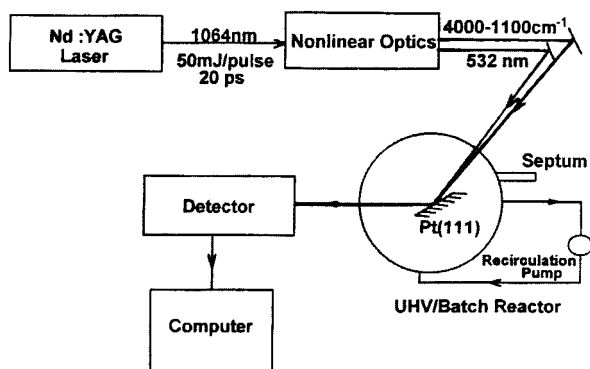 Nd :YAG
Laser
1064nm
50mJ/pulse
20 ps
Nonlinear Optics
4000-1100cm⁻¹
532 nm
Septum
Detector
Pt(111)
Recirculation
Pump
UHV/Batch Reactor
Computer